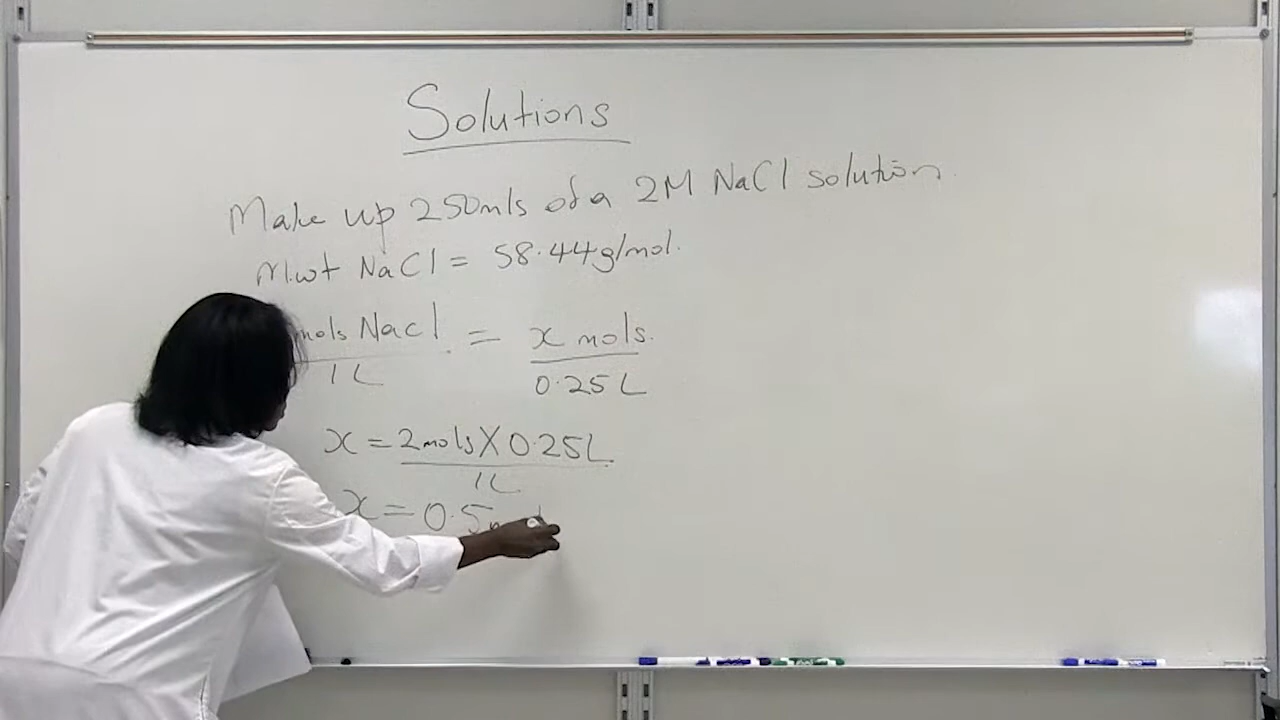 Solutions
Make up 250mls of a 2M NaCl solution.
M.wt NaCl = 58.44g/mol.
mols NaCl = x mols.
1L 0.25L
x = 2mols X 0.25L
1L
x = 0.5